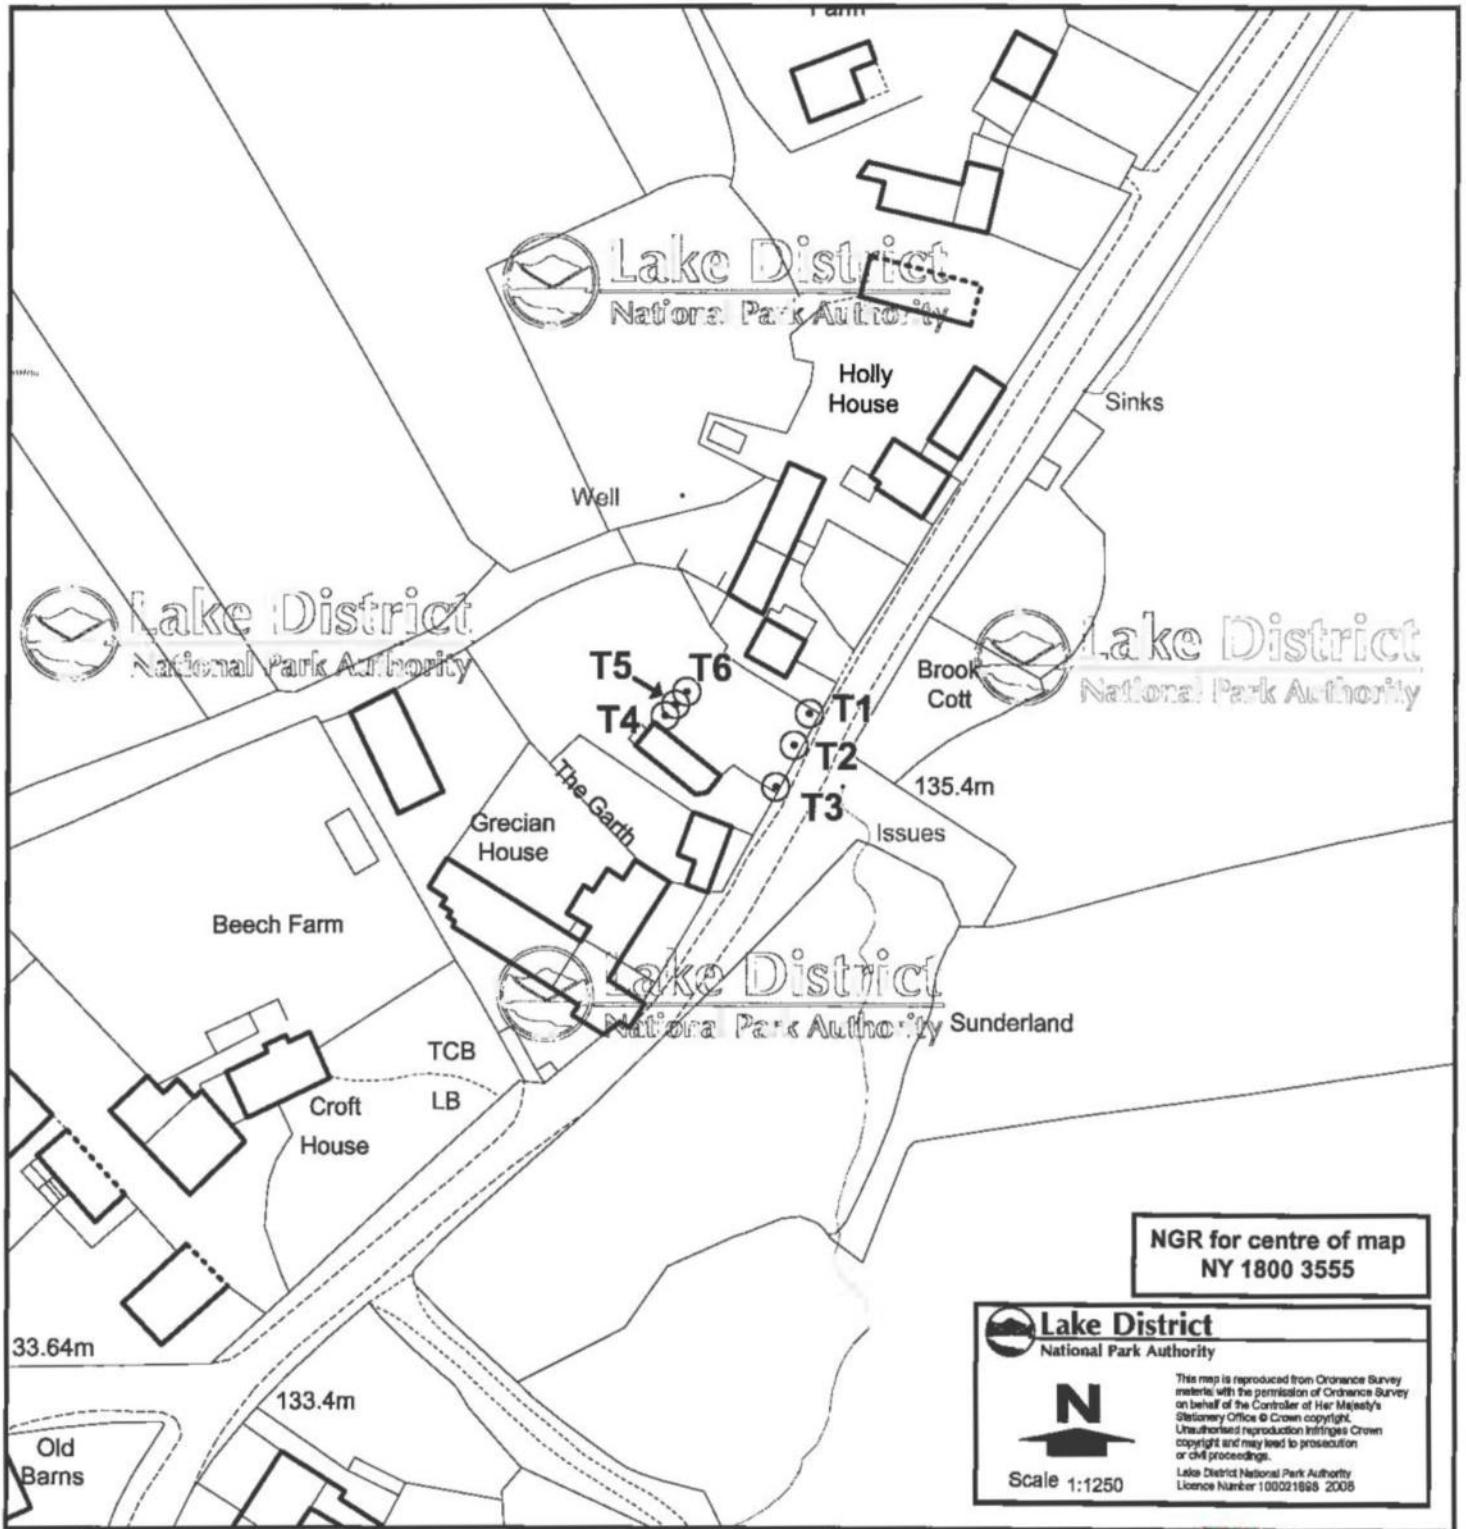 Farm
Lake District
National Park Authority
Holly
House
Sinks
Well
Lake District
National Park Authority
Lake District
National Park Authority
Brook
Cott
T5
T6
T4
T1
T2
T3
135.4m
Issues
The Garth
Grecian
House
Beech Farm
Lake District
National Park Authority
Sunderland
TCB
LB
Croft
House
NGR for centre of map
NY 1800 3555
33.64m
133.4m
Old
Barns
Lake District
National Park Authority
N
Scale 1:1250
This map is reproduced from Ordnance Survey
material with the permission of Ordnance Survey
on behalf of the Controller of Her Majesty's
Stationery Office © Crown copyright.
Unauthorised reproduction infringes Crown
copyright and may lead to prosecution
or civil proceedings.
Lake District National Park Authority
Licence Number 100021698 2008